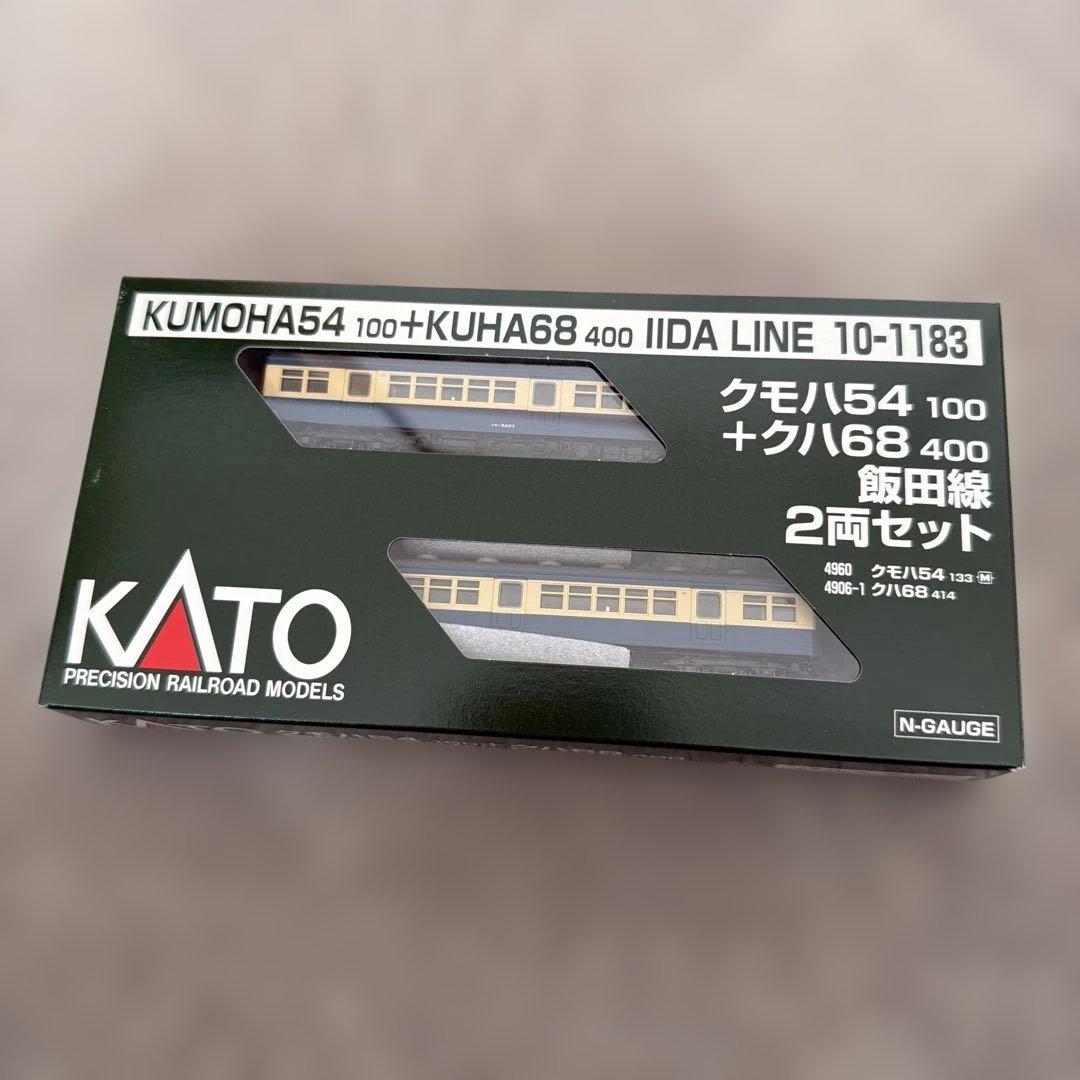 KUMOHA54 100+KUHA68 400 IIDA LINE 10-1183
クモハ54 100
+クハ68 400
飯田線
2両セット
4960 クモハ54 133 M
4906-1 クハ68 414
KATO
PRECISION RAILROAD MODELS
N-GAUGE